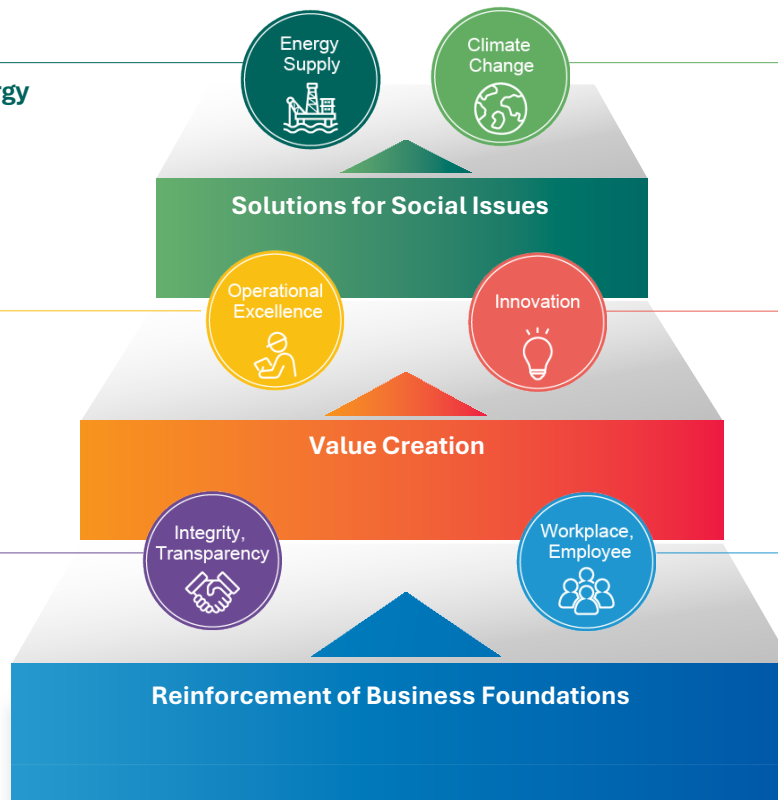 Energy
Supply
Climate
Change
rgy
Solutions for Social Issues
Operational
Excellence
Innovation
Value Creation
Integrity,
Transparency
Workplace,
Employee
Reinforcement of Business Foundations